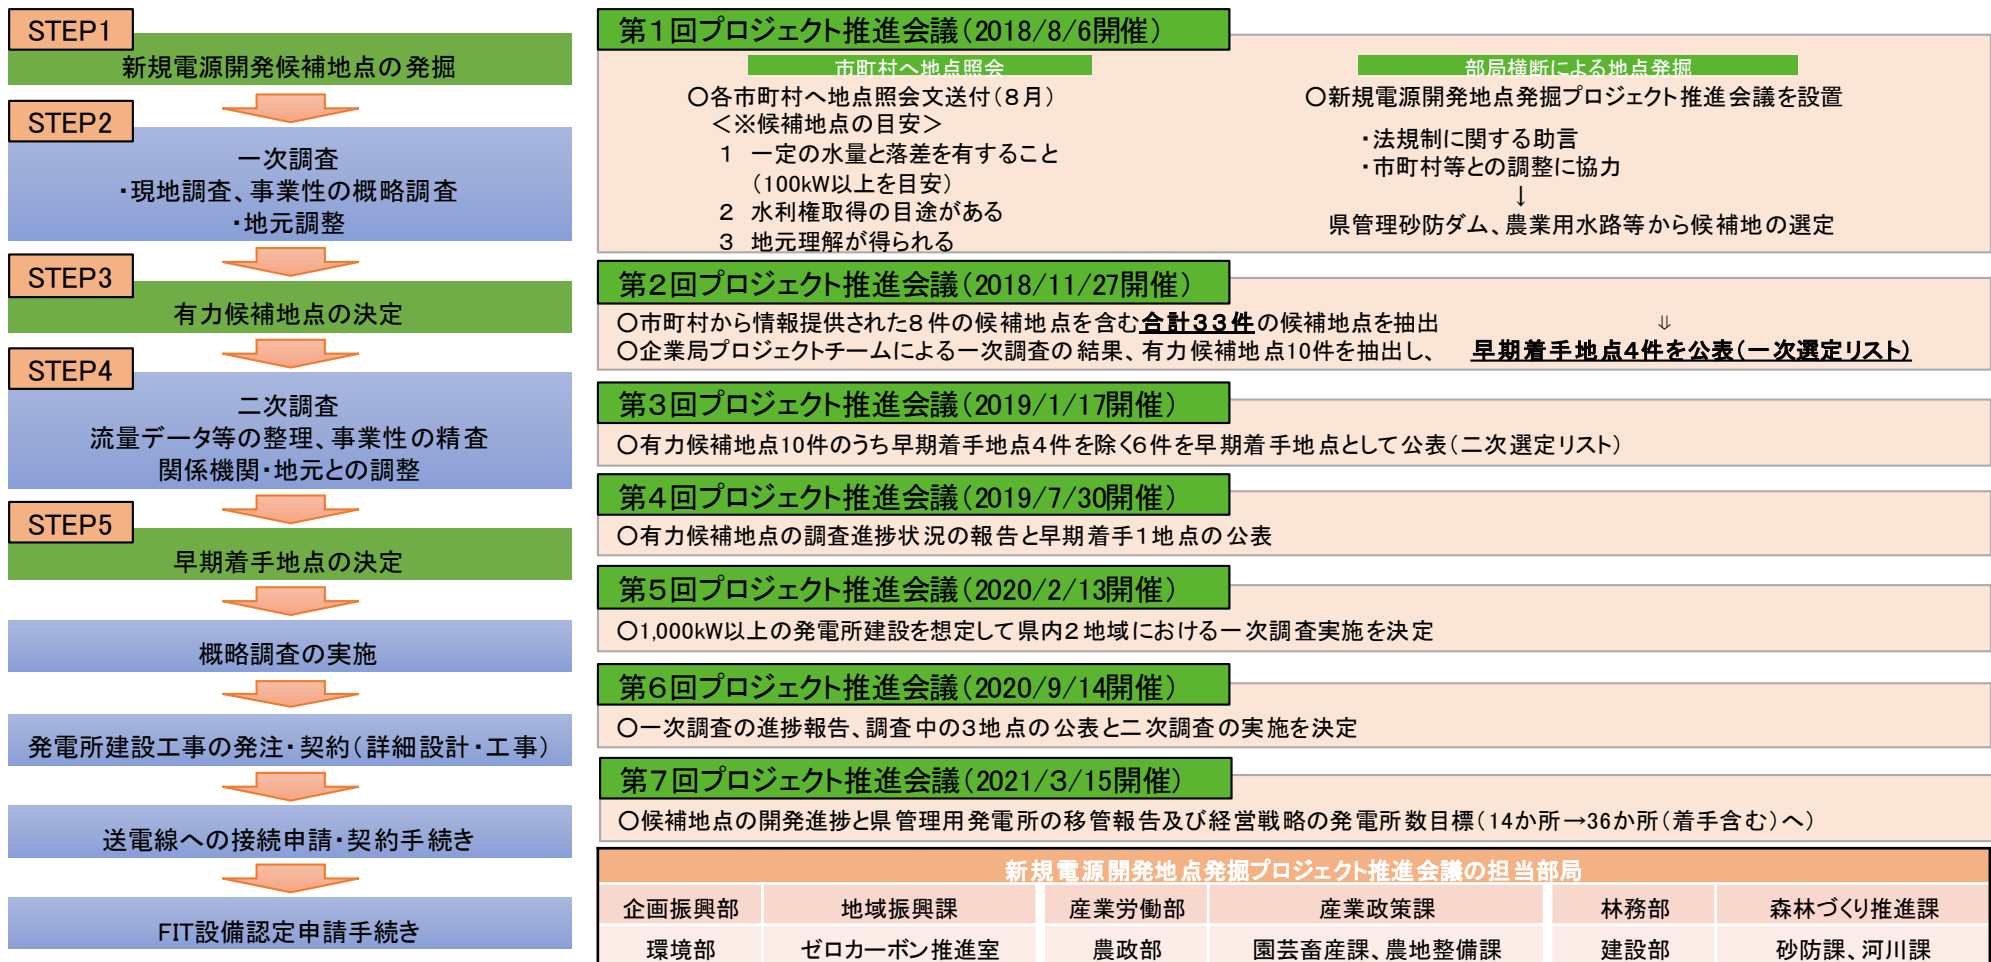 STEP1
新規電源開発候補地点の発掘
STEP2
一次調査
・現地調査、事業性の概略調査
・地元調整
STEP3
有力候補地点の決定
STEP4
二次調査
流量データ等の整理、事業性の精査
関係機関・地元との調整
STEP5
早期着手地点の決定
概略調査の実施
発電所建設工事の発注・契約(詳細設計・工事)
送電線への接続申請・契約手続き
FIT設備認定申請手続き
第1回プロジェクト推進会議(2018/8/6開催)
市町村へ地点照会
○各市町村へ地点照会文送付(8月)
<※候補地点の目安>
1 一定の水量と落差を有すること
(100kW以上を目安)
2 水利権取得の目途がある
3 地元理解が得られる
部局横断による地点発掘
○新規電源開発地点発掘プロジェクト推進会議を設置
・法規制に関する助言
・市町村等との調整に協力
↓
県管理砂防ダム、農業用水路等から候補地の選定
第2回プロジェクト推進会議(2018/11/27開催)
○市町村から情報提供された8件の候補地点を含む合計33件の候補地点を抽出 ⇓
○企業局プロジェクトチームによる一次調査の結果、有力候補地点10件を抽出し、 早期着手地点4件を公表(一次選定リスト)
第3回プロジェクト推進会議(2019/1/17開催)
○有力候補地点10件のうち早期着手地点4件を除く6件を早期着手地点として公表(二次選定リスト)
第4回プロジェクト推進会議(2019/7/30開催)
○有力候補地点の調査進捗状況の報告と早期着手1地点の公表
第5回プロジェクト推進会議(2020/2/13開催)
○1,000kW以上の発電所建設を想定して県内2地域における一次調査実施を決定
第6回プロジェクト推進会議(2020/9/14開催)
○一次調査の進捗報告、調査中の3地点の公表と二次調査の実施を決定
第7回プロジェクト推進会議(2021/3/15開催)
○候補地点の開発進捗と県管理用発電所の移管報告及び経営戦略の発電所数目標(14か所→36か所(着手含む)へ)
新規電源開発地点発掘プロジェクト推進会議の担当部局
企画振興部 地域振興課 産業労働部 産業政策課 林務部 森林づくり推進課
環境部 ゼロカーボン推進室 農政部 園芸畜産課、農地整備課 建設部 砂防課、河川課